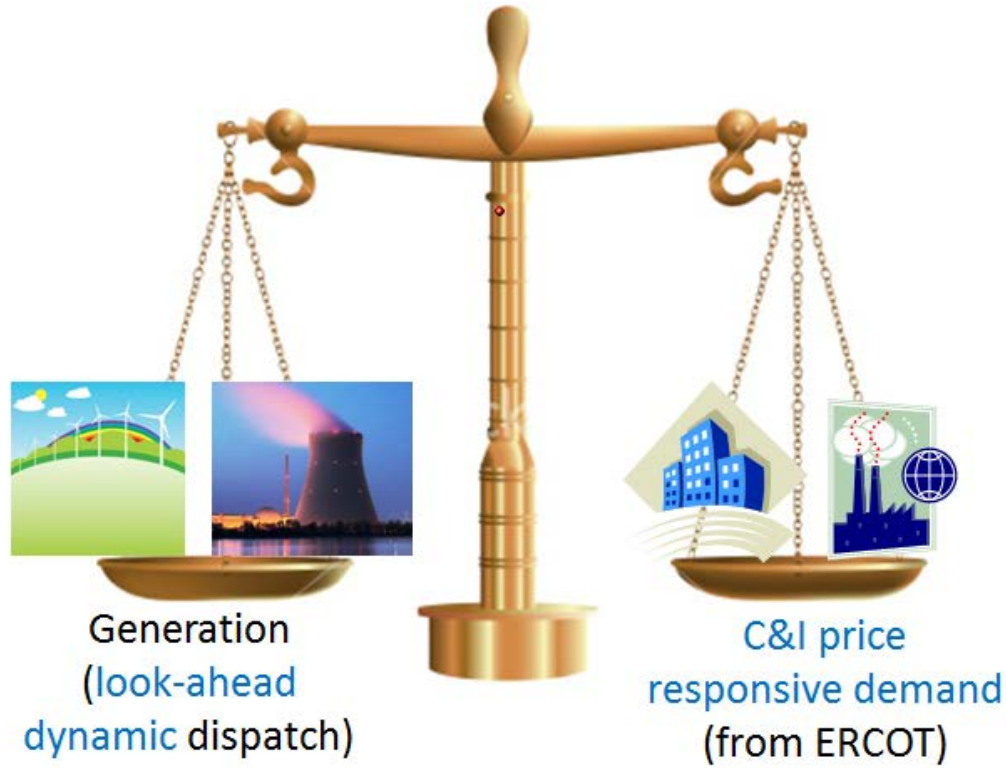 Generation
(look-ahead
dynamic dispatch)
C&I price
responsive demand
(from ERCOT)